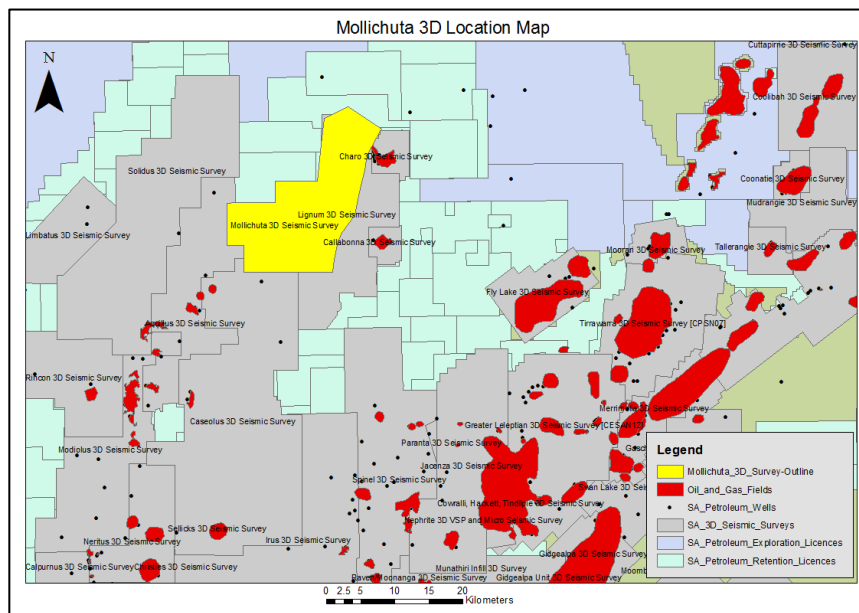 Mollichuta 3D Location Map
N
Cuttapirrie 3D Seismic Survey
Coolibah 3D Seismic Survey
Charo 3D Seismic Survey
Solidus 3D Seismic Survey
Coonatie 3D Seismic Survey
Mudrangie 3D Seismic Survey
Lignum 3D Seismic Survey
Mollichuta 3D Seismic Survey
Limbatus 3D Seismic Survey
Callabonna 3D Seismic Survey
Mooran 3D Seismic Survey
Tallerangie 3D Seismic Survey
Fly Lake 3D Seismic Survey
Aquillus 3D Seismic Survey
Tirrawarra 3D Seismic Survey [CPSN07]
Rincon 3D Seismic Survey
Merrimelia 3D Seismic Survey
Caseolus 3D Seismic Survey
Greater Leleptian 3D Seismic Survey [CESAN12]
Modiolus 3D Seismic Survey
Paranta 3D Seismic Survey
Jacenza 3D Seismic Survey
Spinel 3D Seismic Survey
Swan Lake 3D Seis
Cowralli, Hackett, Tindilpie 3D Seismic Survey
Nephrite 3D VSP and Micro Seismic Survey
Sellicks 3D Seismic Survey
Neritus 3D Seismic Survey
Irus 3D Seismic Survey
Gidgealpa 3D Seismic Survey
Calpurnus 3D Seismic Survey
Munathiri Infill 3D Survey
Raven Moonanga 3D Seismic Survey
Gidgealpa Unit 3D Seismic Survey
Moomb
Legend
Mollichuta_3D_Survey-Outline
Oil_and_Gas_Fields
SA_Petroleum_Wells
SA_3D_Seismic_Surveys
SA_Petroleum_Exploration_Licences
SA_Petroleum_Retention_Licences
0 2.5 5 10 15 20
Kilometers